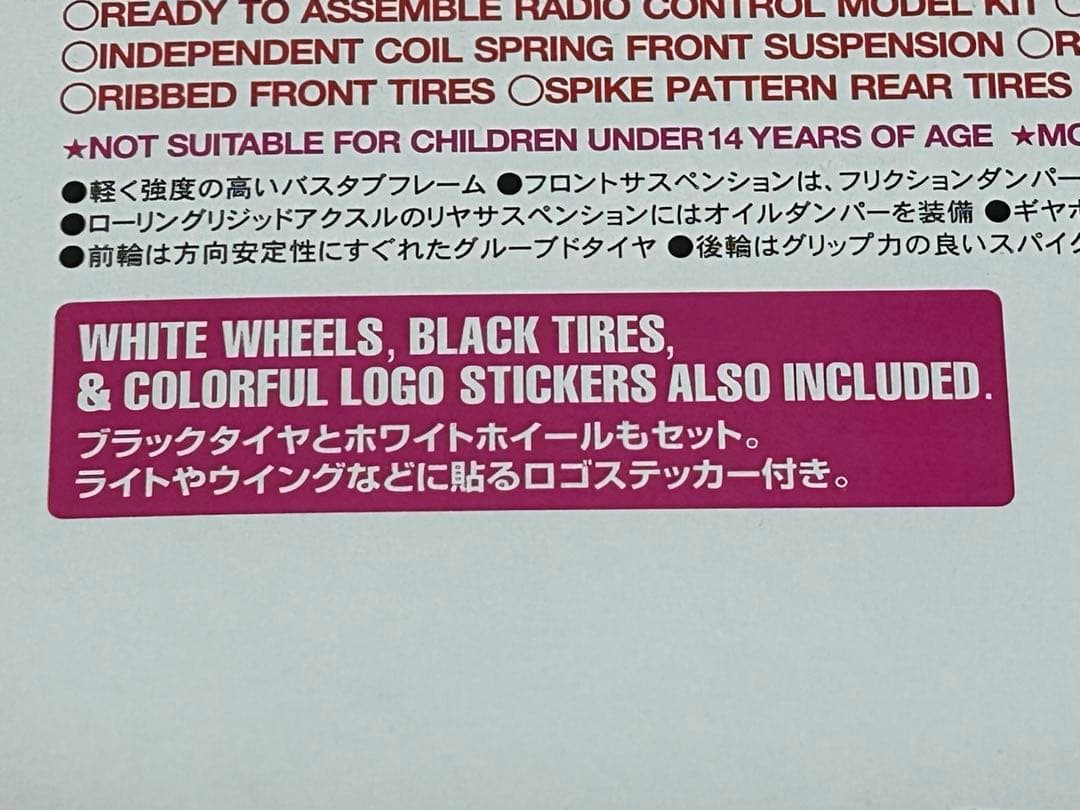 ○READY TO ASSEMBLE RADIO CONTROL MODEL KIT ○
○INDEPENDENT COIL SPRING FRONT SUSPENSION ○R
○RIBBED FRONT TIRES ○SPIKE PATTERN REAR TIRES
★NOT SUITABLE FOR CHILDREN UNDER 14 YEARS OF AGE ★MO
●軽く強度の高いバスタブフレーム ●フロントサスペンションは、フリクションダンパー
●ローリングリジッドアクスルのリヤサスペンションにはオイルダンパーを装備 ●ギヤボ
●前輪は方向安定性にすぐれたグルーブドタイヤ ●後輪はグリップ力の良いスパイク
WHITE WHEELS, BLACK TIRES,
& COLORFUL LOGO STICKERS ALSO INCLUDED.
ブラックタイヤとホワイトホイールもセット。
ライトやウイングなどに貼るロゴステッカー付き。